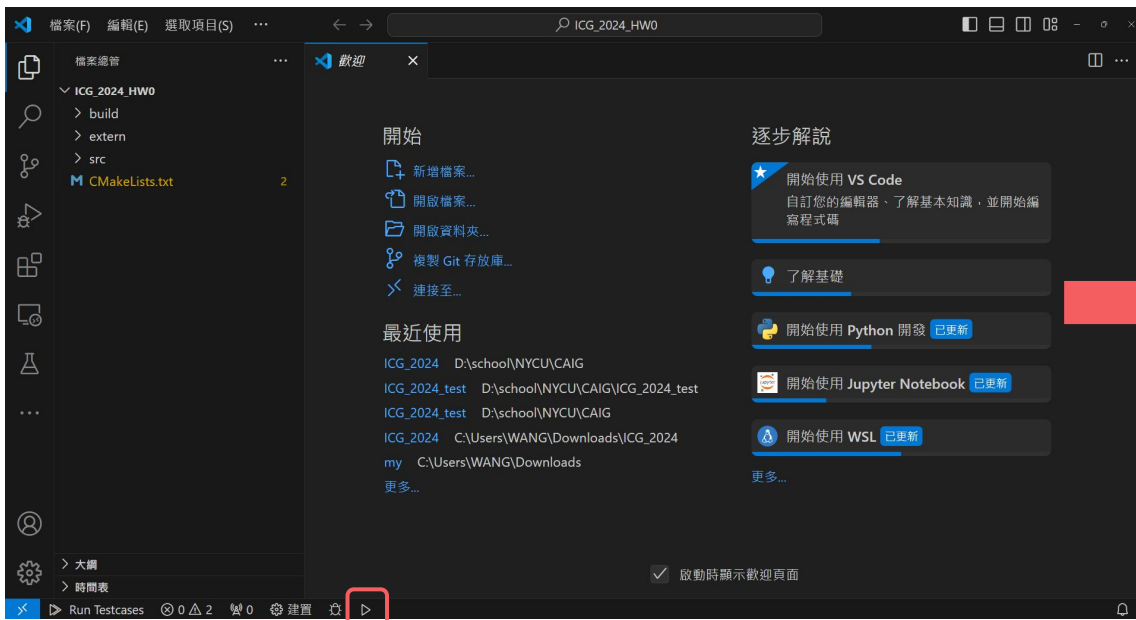 檔案(F) 編輯(E) 選取項目(S) ··· ICG_2024_HW0
檔案總管 ···
歡迎
ICG_2024_HW0
build
extern
src
CMakeLists.txt 2
開始
新增檔案...
開啟檔案...
開啟資料夾...
複製 Git 存放庫...
連接至...
最近使用
ICG_2024 D:\school\NYCU\CAIG
ICG_2024_test D:\school\NYCU\CAIG\ICG_2024_test
ICG_2024_test D:\school\NYCU\CAIG
ICG_2024 C:\Users\WANG\Downloads\ICG_2024
my C:\Users\WANG\Downloads
更多...
逐步解說
開始使用 VS Code
自訂您的編輯器、了解基本知識，並開始編
寫程式碼
了解基礎
開始使用 Python 開發 已更新
開始使用 Jupyter Notebook 已更新
開始使用 WSL 已更新
更多...
啟動時顯示歡迎頁面
大綱
時間表
Run Testcases 0 2 0 建置